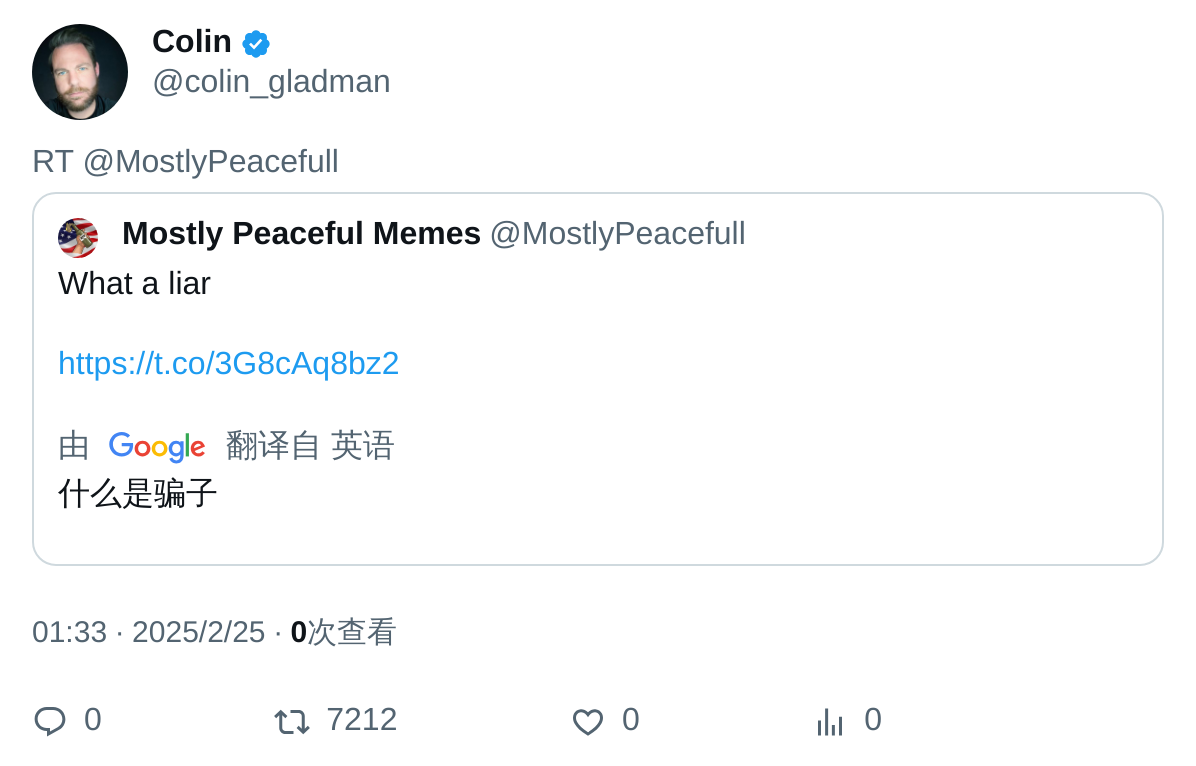 Colin
@colin_gladman
RT @MostlyPeacefull
Mostly Peaceful Memes @MostlyPeacefull
What a liar
https://t.co/3G8cAq8bz2
由 Google 翻译自 英语
什么是骗子
01:33 · 2025/2/25 · 0次查看
0 7212 0 0